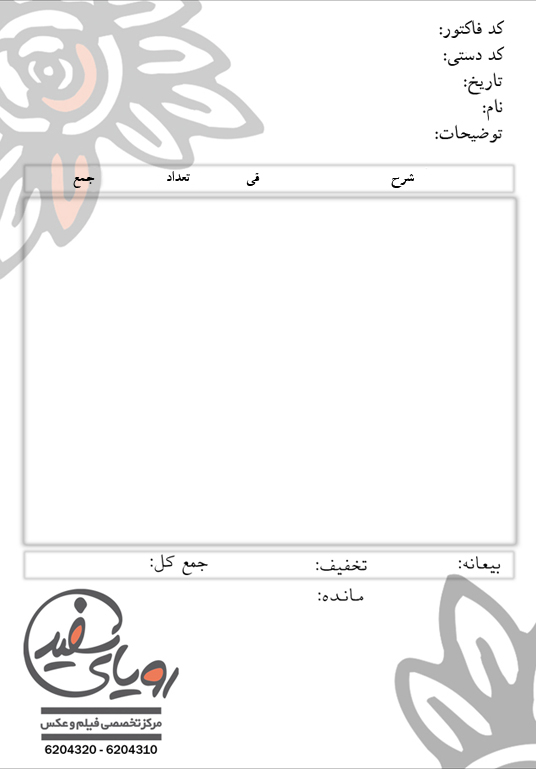 کد فاکتور:
کد دستی:
تاریخ:
نام:
توضیحات:
شرح فی تعداد جمع
بیعانه: تخفیف: جمع کل:
مانده:
رویای سفید
مرکز تخصصی فیلم و عکس
6204320 - 6204310